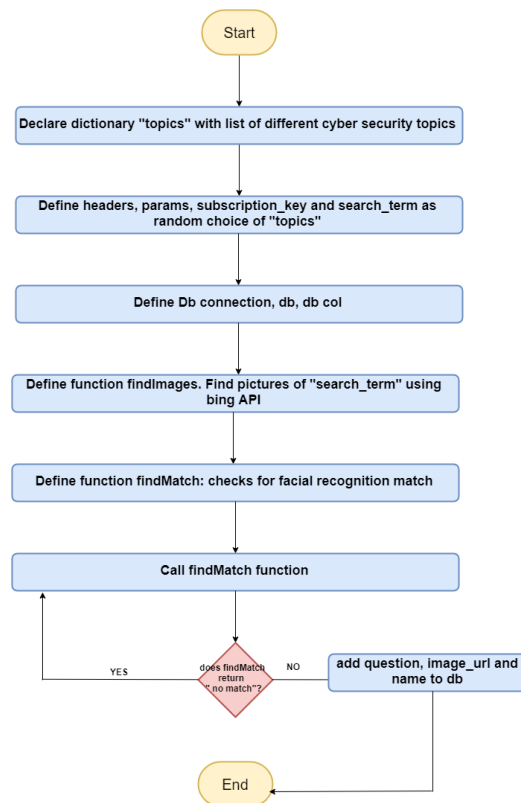 Start
Declare dictionary "topics" with list of different cyber security topics
Define headers, params, subscription_key and search_term as
random choice of "topics"
Define Db connection, db, db col
Define function findImages. Find pictures of "search_term" using
bing API
Define function findMatch: checks for facial recognition match
Call findMatch function
does findMatch
return
" no match"?
YES
NO
add question, image_url and
name to db
End